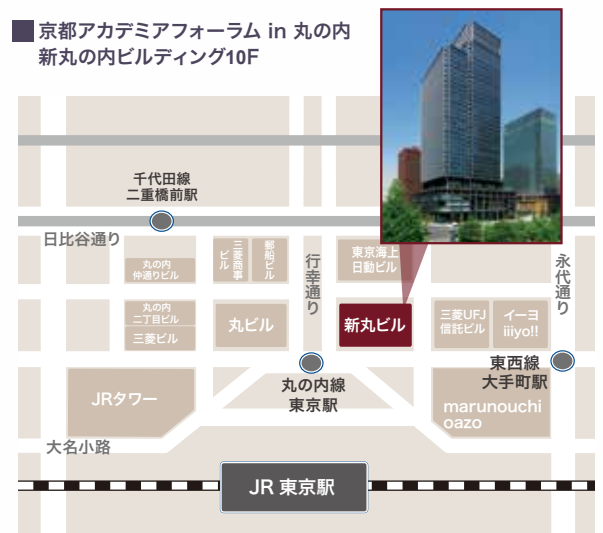 京都アカデミアフォーラム in 丸の内
新丸の内ビルディング10F
千代田線
二重橋前駅
日比谷通り
丸の内
仲通りビル
三菱商事
ビル
郵船ビル
行幸通り
東京海上
日動ビル
永代通り
丸の内
二丁目ビル
三菱ビル
丸ビル
新丸ビル
三菱UFJ
信託ビル
イーヨ
iiiyo!!
東西線
大手町駅
丸の内線
東京駅
JRタワー
marunouchi
oazo
大名小路
JR 東京駅